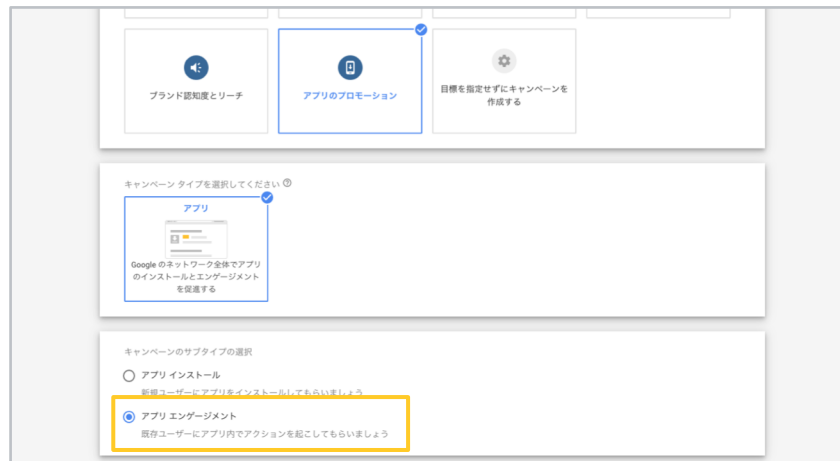 ブランド認知度とリーチ
アプリのプロモーション
目標を指定せずにキャンペーンを
作成する
キャンペーン タイプを選択してください
アプリ
Google のネットワーク全体でアプリ
のインストールとエンゲージメント
を促進する
キャンペーンのサブタイプの選択
アプリ インストール
新規ユーザーにアプリをインストールしてもらいましょう
アプリ エンゲージメント
既存ユーザーにアプリ内でアクションを起こしてもらいましょう